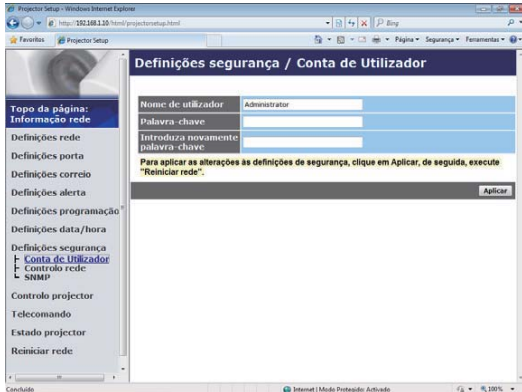 Projector Setup - Windows Internet Explorer
http://192.168.1.10/html/projectorsetup.html
Bing
Favoritos
Projector Setup
Página
Segurança
Ferramentas
Definições segurança / Conta de Utilizador
Topo da página:
Informação rede
Definições rede
Definições porta
Definições correio
Definições alerta
Definições programação
Definições data/hora
Definições segurança
Conta de Utilizador
Controlo rede
SNMP
Controlo projector
Telecomando
Estado projector
Reiniciar rede
Nome de utilizador
Administrator
Palavra-chave
Introduza novamente
palavra-chave
Para aplicar as alterações às definições de segurança, clique em Aplicar, de seguida, execute
"Reiniciar rede".
Aplicar
Concluído
Internet | Modo Protegido: Activado
100%